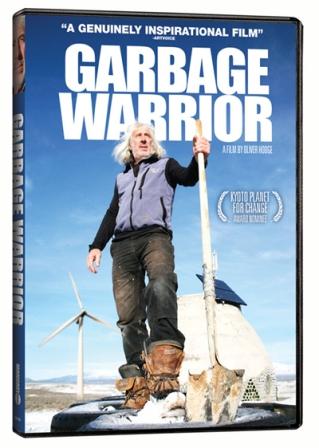 "A GENUINELY INSPIRATIONAL FILM"
-ARTVOICE
GARBAGE
WARRIOR
A FILM BY OLIVER HODGE
KYOTO PLANET
FOR CHANGE
AWARD NOMINEE
GARBAGE WARRIOR